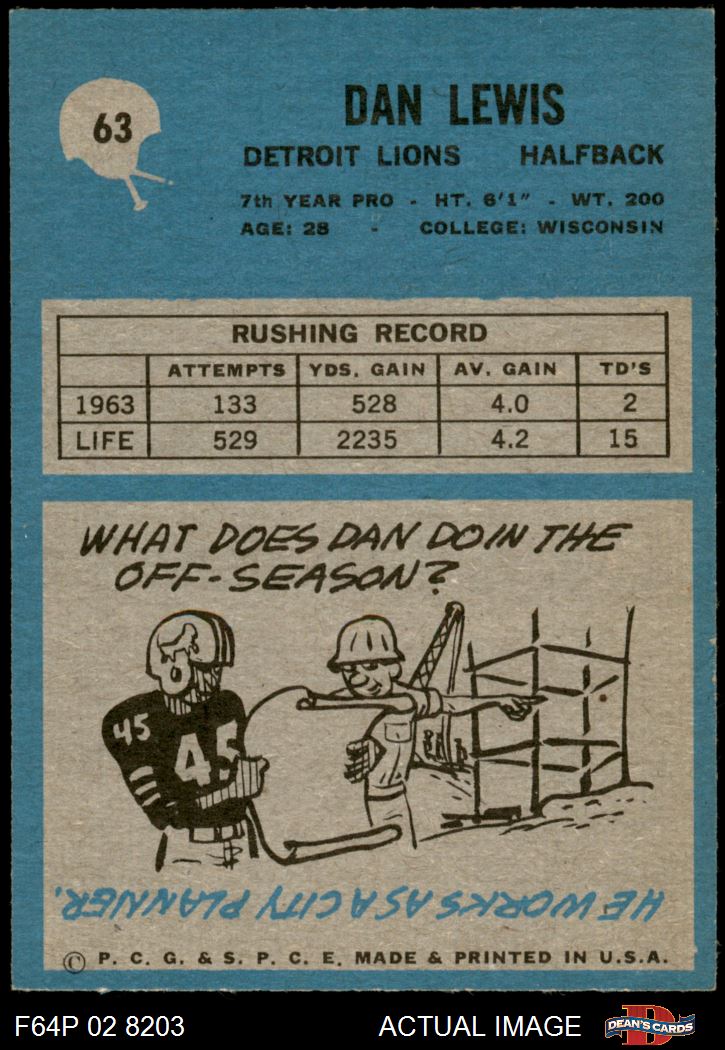 63
DAN LEWIS
DETROIT LIONS HALFBACK
7th YEAR PRO - HT. 6'1" - WT. 200
AGE: 28 - COLLEGE: WISCONSIN
RUSHING RECORD
ATTEMPTS YDS. GAIN AV. GAIN TD'S
1963 133 528 4.0 2
LIFE 529 2235 4.2 15
WHAT DOES DAN DO IN THE
OFF-SEASON?
45
45
HE WORKS AS A CITY PLANNER.
© P. C. G. & S. P. C. E. MADE & PRINTED IN U.S.A.
F64P 02 8203 ACTUAL IMAGE
D
DEAN'S CARDS